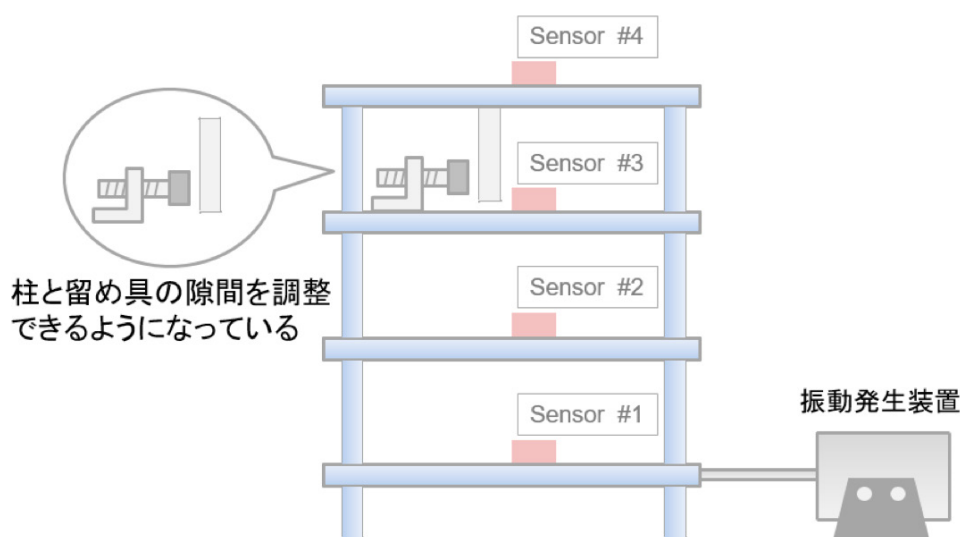 Sensor #4
Sensor #3
柱と留め具の隙間を調整
できるようになっている
Sensor #2
振動発生装置
Sensor #1